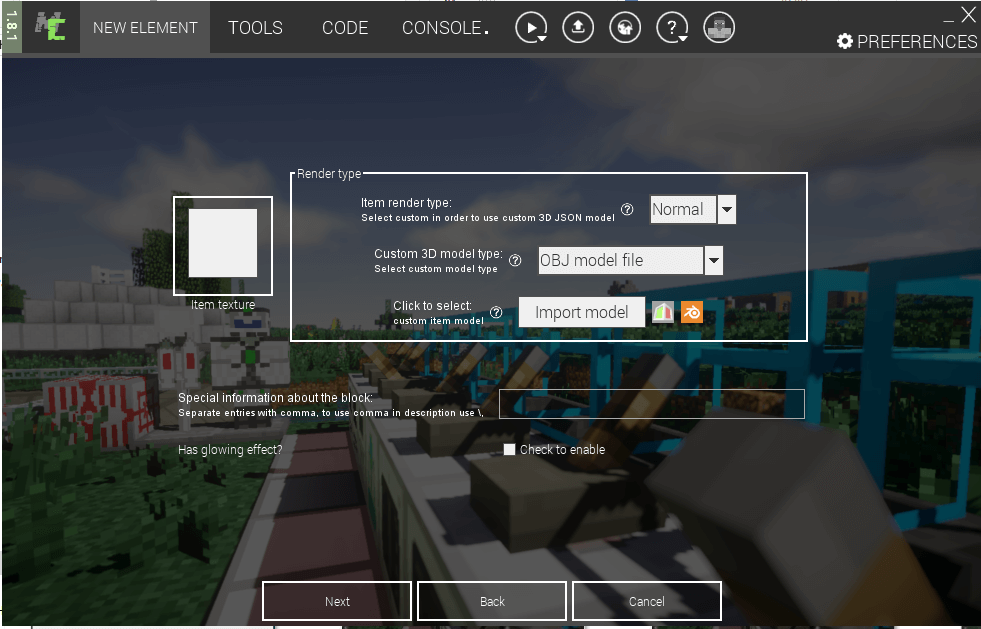 1.8.1
NEW ELEMENT
TOOLS
CODE
CONSOLE.
PREFERENCES
Render type
Item render type:
Select custom in order to use custom 3D JSON model
?
Normal
Custom 3D model type:
Select custom model type
?
OBJ model file
Click to select:
custom item model
?
Import model
Item texture
Special information about the block:
Separate entries with comma, to use comma in description use \,
Has glowing effect?
Check to enable
Next
Back
Cancel